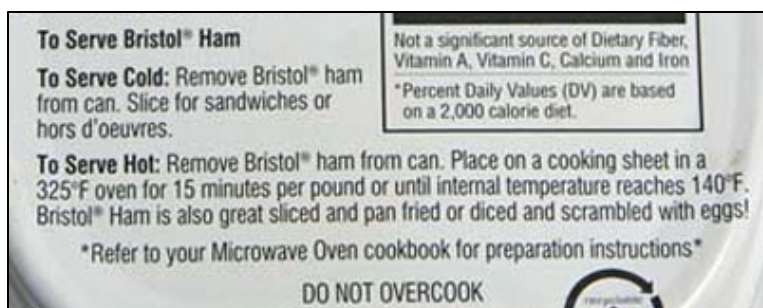 To Serve Bristol® Ham
To Serve Cold: Remove Bristol® ham
from can. Slice for sandwiches or
hors d'oeuvres.
Not a significant source of Dietary Fiber,
Vitamin A, Vitamin C, Calcium and Iron
*Percent Daily Values (DV) are based
on a 2,000 calorie diet.
To Serve Hot: Remove Bristol® ham from can. Place on a cooking sheet in a
325°F oven for 15 minutes per pound or until internal temperature reaches 140°F.
Bristol® Ham is also great sliced and pan fried or diced and scrambled with eggs!
*Refer to your Microwave Oven cookbook for preparation instructions*
DO NOT OVERCOOK
recyclable